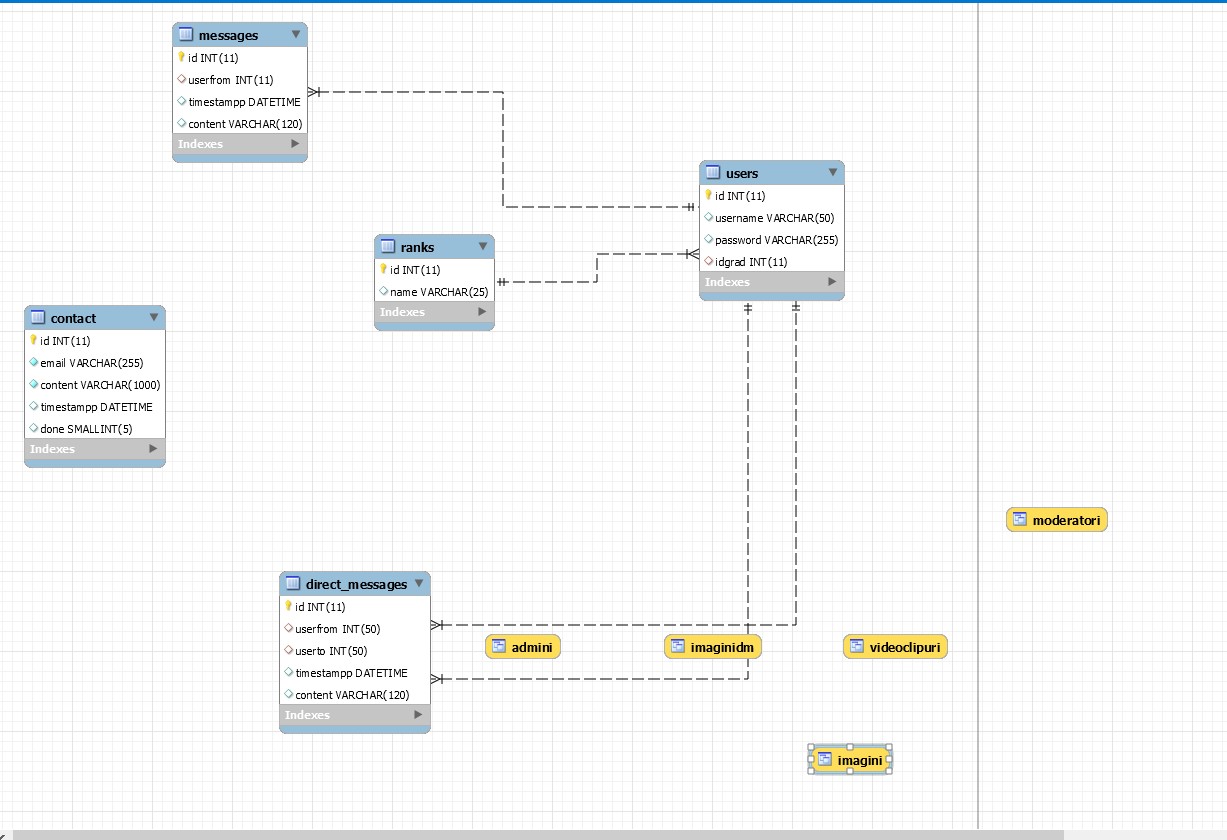 messages
id INT(11)
userfrom INT(11)
timestampp DATETIME
content VARCHAR(120)
Indexes
users
id INT(11)
username VARCHAR(50)
password VARCHAR(255)
idgrad INT(11)
Indexes
ranks
id INT(11)
name VARCHAR(25)
Indexes
contact
id INT(11)
email VARCHAR(255)
content VARCHAR(1000)
timestampp DATETIME
done SMALLINT(5)
Indexes
moderatori
direct_messages
id INT(11)
userfrom INT(50)
userto INT(50)
timestampp DATETIME
content VARCHAR(120)
Indexes
admini
imaginidm
videoclipuri
imagini